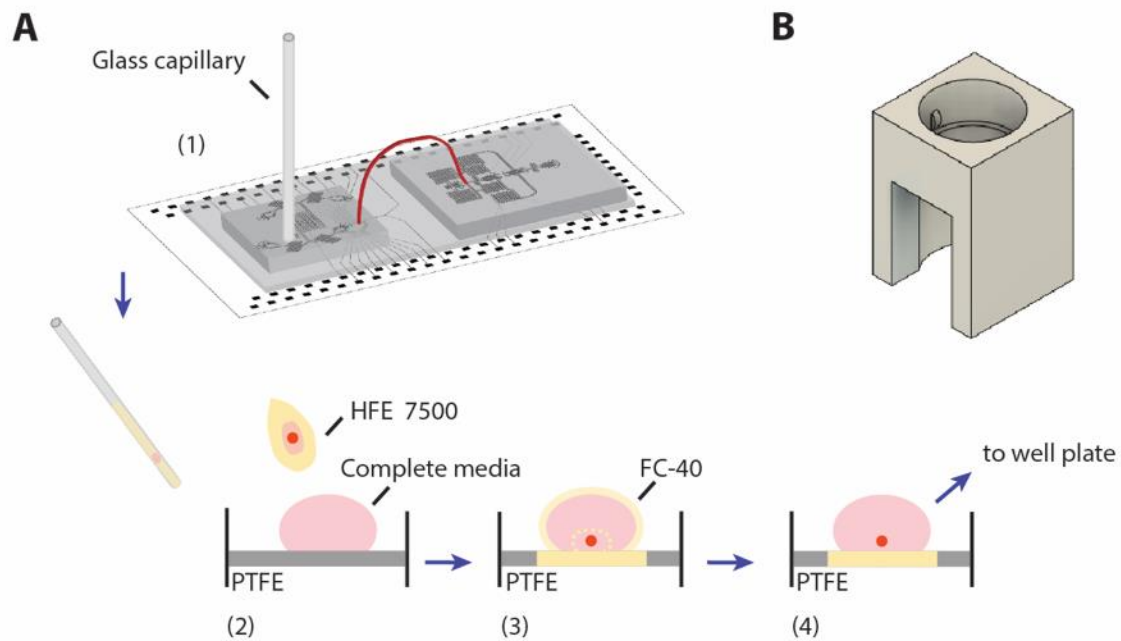 A
B
Glass capillary
(1)
HFE 7500
Complete media
FC-40
to well plate
PTFE
PTFE
PTFE
(2)
(3)
(4)